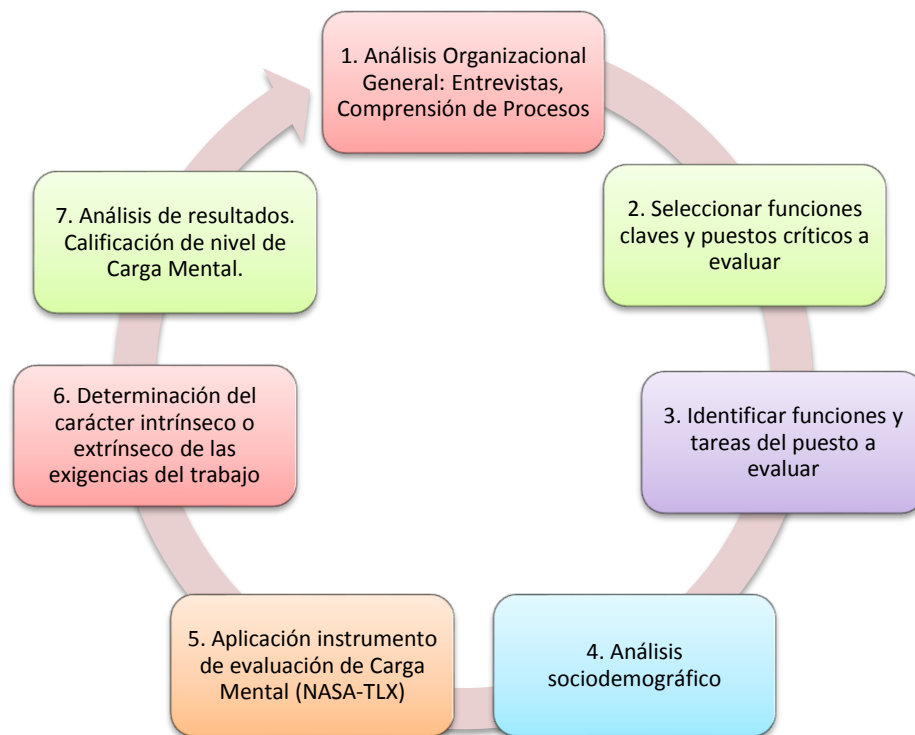 1. Análisis Organizacional
General: Entrevistas,
Comprensión de Procesos
2. Seleccionar funciones
claves y puestos críticos a
evaluar
3. Identificar funciones y
tareas del puesto a
evaluar
4. Análisis
sociodemográfico
5. Aplicación instrumento
de evaluación de Carga
Mental (NASA-TLX)
6. Determinación del
carácter intrínseco o
extrínseco de las
exigencias del trabajo
7. Análisis de resultados.
Calificación de nivel de
Carga Mental.